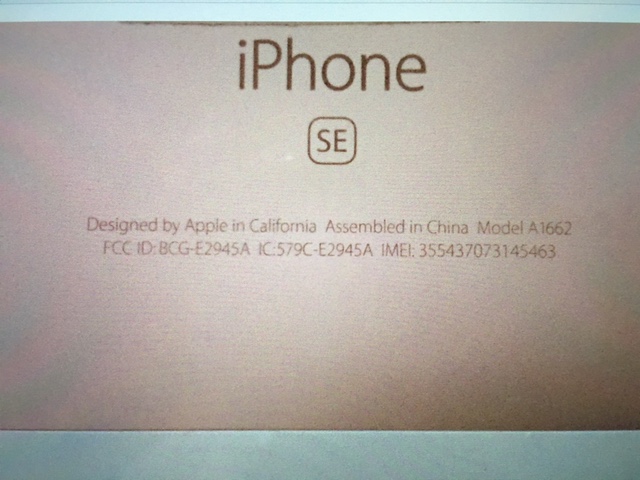 iPhone
SE
Designed by Apple in California Assembled in China Model A1662
FCC ID: BCG-E2945A IC:579C-E2945A IMEI: 355437073145463